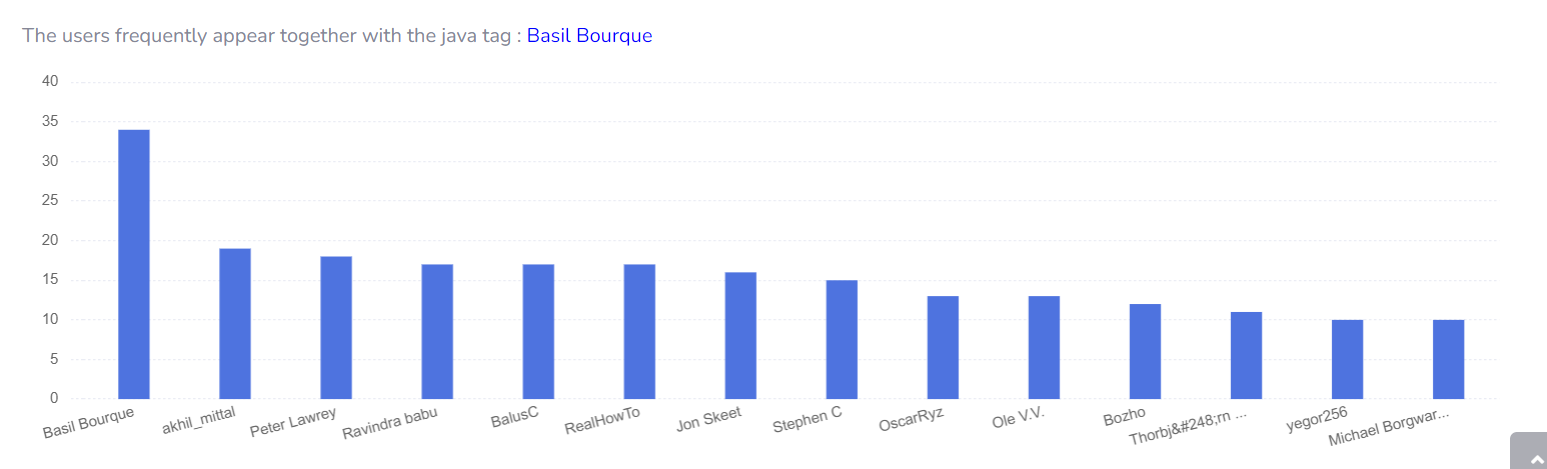 The users frequently appear together with the java tag : Basil Bourque
40
35
30
25
20
15
10
5
0
Basil Bourque
akhil_mittal
Peter Lawrey
Ravindra babu
BalusC
RealHowTo
Jon Skeet
Stephen C
OscarRyz
Ole V.V.
Bozho
Thorbj&#248;rn ...
yegor256
Michael Borgwar...